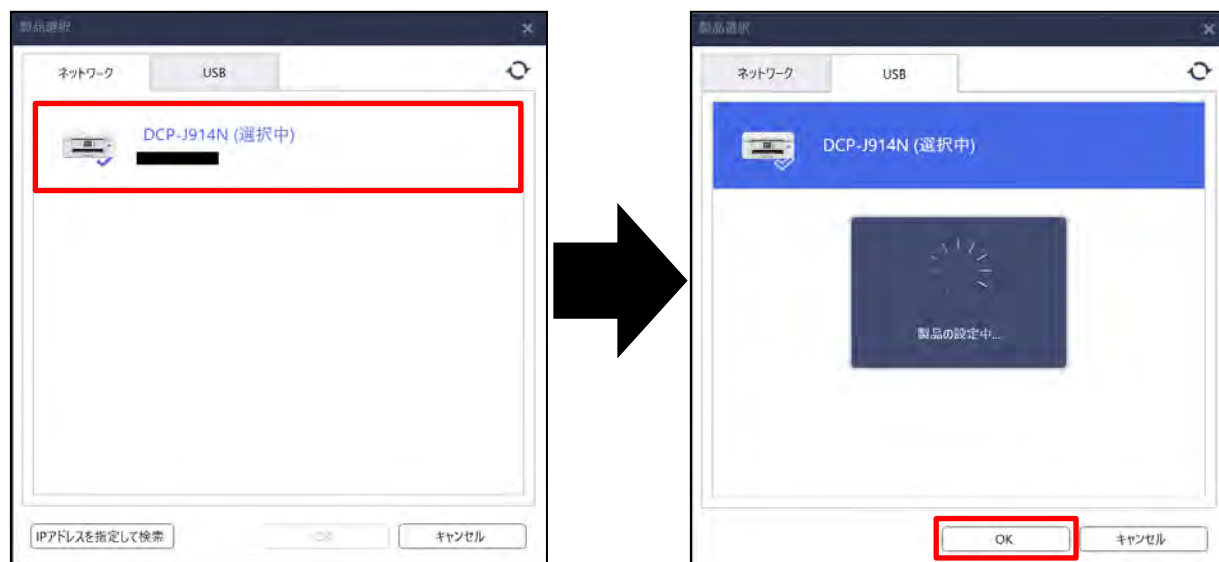 製品選択
ネットワーク
USB
DCP-J914N (選択中)
IPアドレスを指定して検索
OK
キャンセル
製品選択
ネットワーク
USB
DCP-J914N (選択中)
製品の設定中...
OK
キャンセル